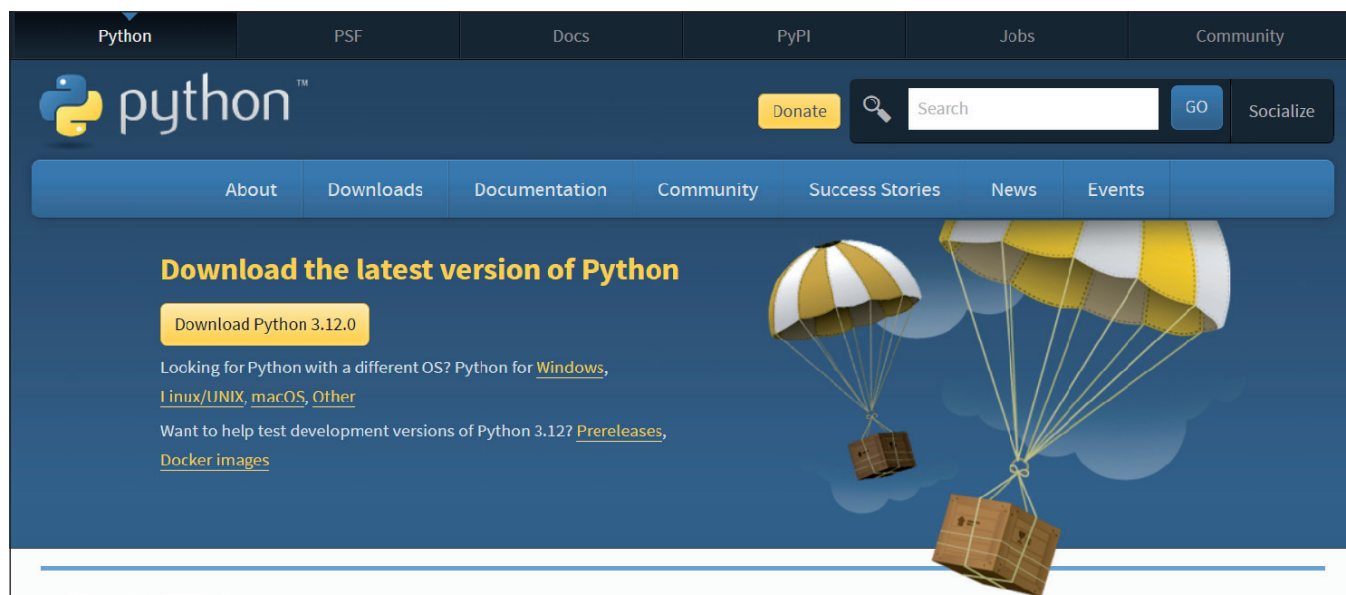 Python PSF Docs PyPI Jobs Community
python™
Donate Search GO Socialize
About Downloads Documentation Community Success Stories News Events
Download the latest version of Python
Download Python 3.12.0
Looking for Python with a different OS? Python for Windows,
Linux/UNIX, macOS, Other
Want to help test development versions of Python 3.12? Prereleases,
Docker images